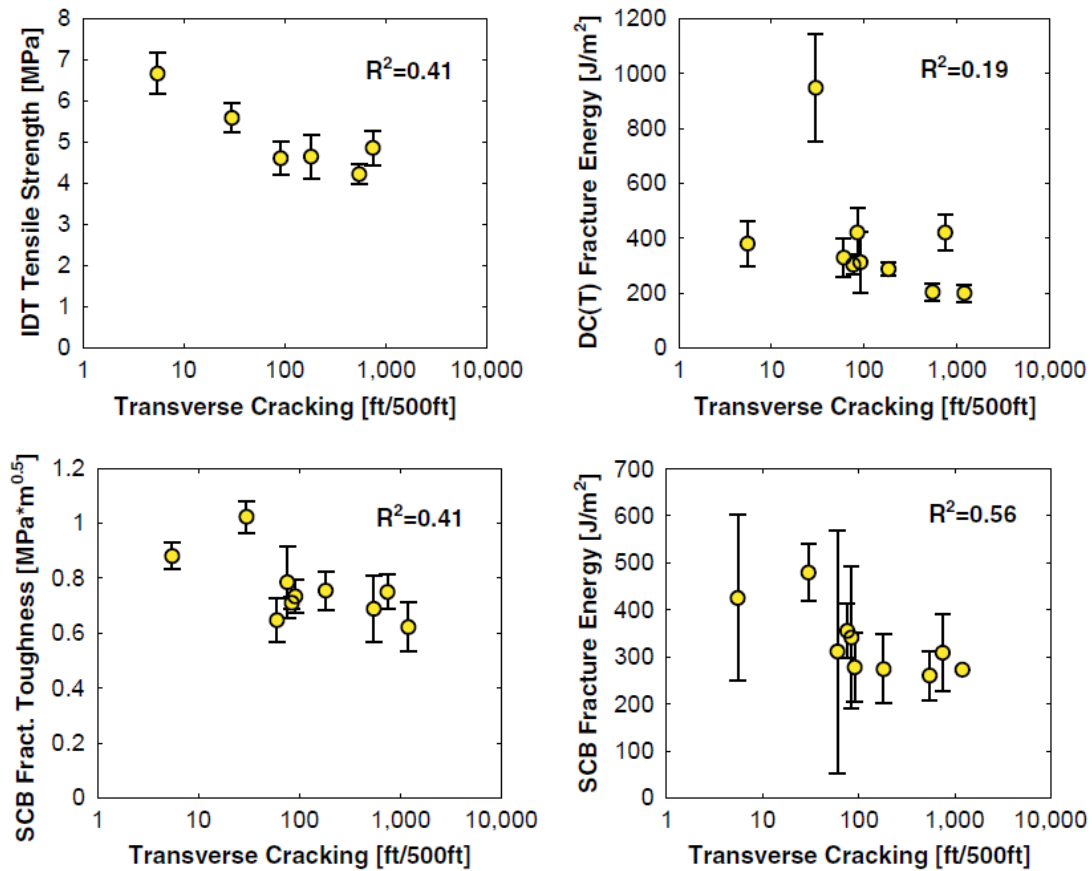 IDT Tensile Strength [MPa]
8
7
6
5
4
3
2
1
0
R²=0.41
1 10 100 1,000 10,000
Transverse Cracking [ft/500ft]
DC(T) Fracture Energy [J/m²]
1200
1000
800
600
400
200
0
R²=0.19
1 10 100 1,000 10,000
Transverse Cracking [ft/500ft]
SCB Fract. Toughness [MPa*m^0.5]
1.2
1
0.8
0.6
0.4
0.2
0
R²=0.41
1 10 100 1,000 10,000
Transverse Cracking [ft/500ft]
SCB Fracture Energy [J/m²]
700
600
500
400
300
200
100
0
R²=0.56
1 10 100 1,000 10,000
Transverse Cracking [ft/500ft]